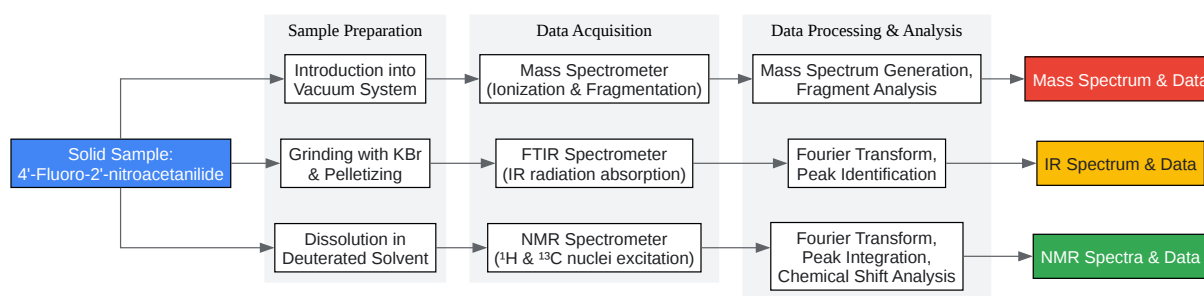 Sample Preparation
Data Acquisition
Data Processing & Analysis
Introduction into
Vacuum System
Mass Spectrometer
(Ionization & Fragmentation)
Mass Spectrum Generation,
Fragment Analysis
Mass Spectrum & Data
Solid Sample:
4'-Fluoro-2'-nitroacetanilide
Grinding with KBr
& Pelletizing
FTIR Spectrometer
(IR radiation absorption)
Fourier Transform,
Peak Identification
IR Spectrum & Data
Dissolution in
Deuterated Solvent
NMR Spectrometer
(¹H & ¹³C nuclei excitation)
Fourier Transform,
Peak Integration,
Chemical Shift Analysis
NMR Spectra & Data